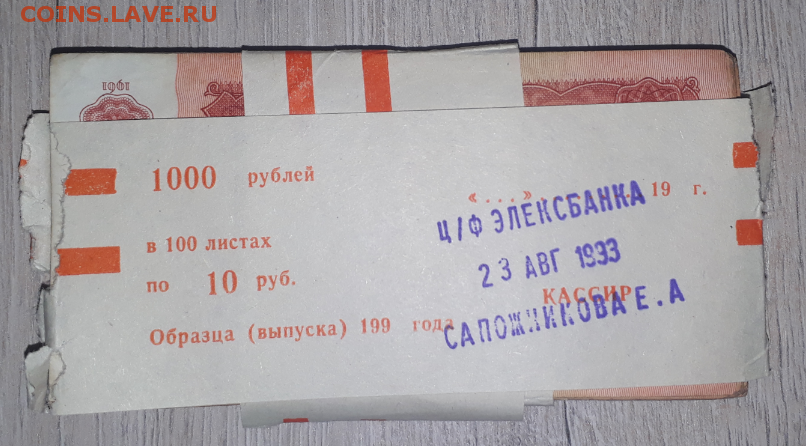 COINS.LAVE.RU
1961
1000 рублей
« . . . » 19 г.
Ц/Ф ЭЛЕКСБАНКА
в 100 листах
23 АВГ 1993
по 10 руб.
КАССИР
САПОЖНИКОВА Е.А
Образца (выпуска) 199 года